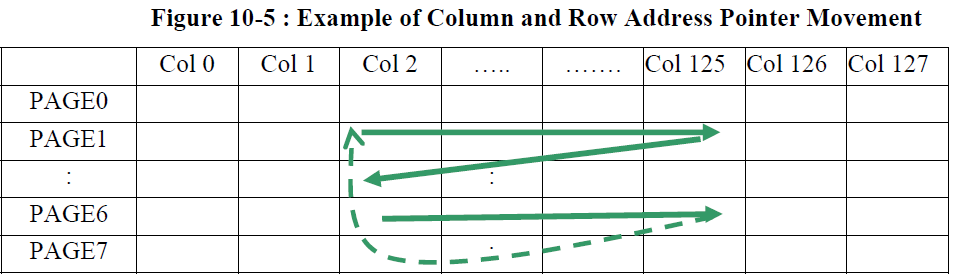 Figure 10-5 : Example of Column and Row Address Pointer Movement
Col 0 Col 1 Col 2 ….. ……. Col 125 Col 126 Col 127
PAGE0
PAGE1
: :
PAGE6
PAGE7 :